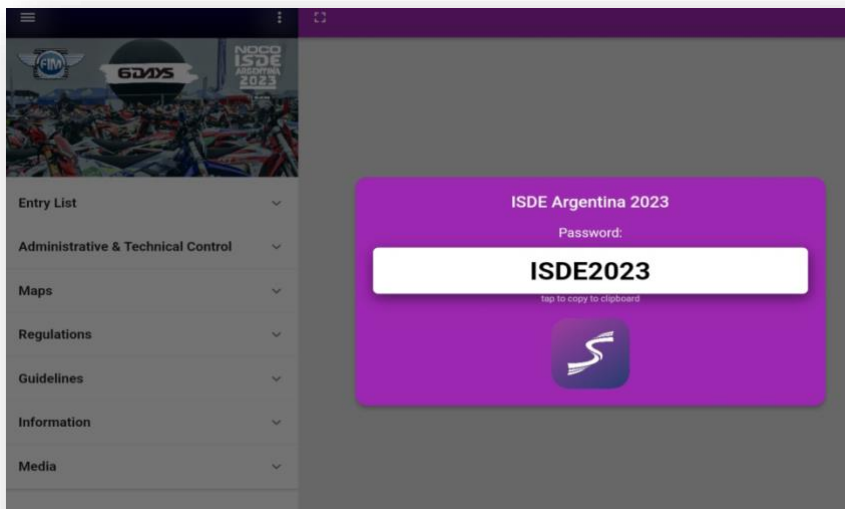 FIM
6DAYS
NOCO
ISDE
ARGENTINA
2023
Entry List
Administrative & Technical Control
Maps
Regulations
Guidelines
Information
Media
ISDE Argentina 2023
Password:
ISDE2023
tap to copy to clipboard